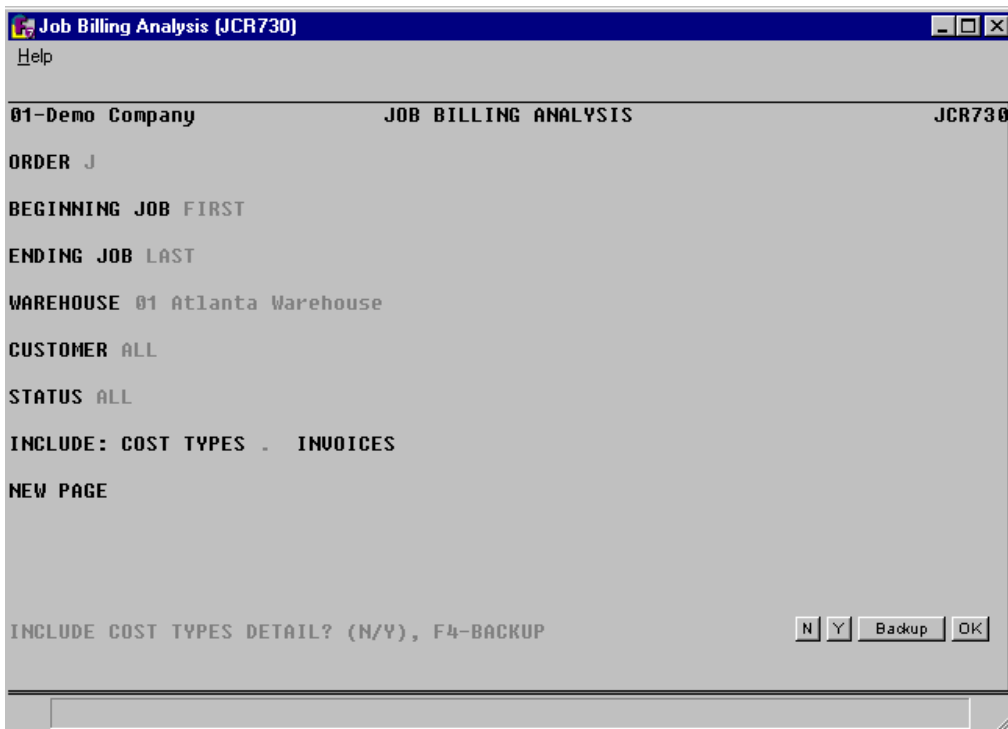 Job Billing Analysis (JCR730)
Help
01-Demo Company JOB BILLING ANALYSIS JCR730
ORDER J
BEGINNING JOB FIRST
ENDING JOB LAST
WAREHOUSE 01 Atlanta Warehouse
CUSTOMER ALL
STATUS ALL
INCLUDE: COST TYPES . INVOICES
NEW PAGE
INCLUDE COST TYPES DETAIL? (N/Y), F4-BACKUP N Y Backup OK